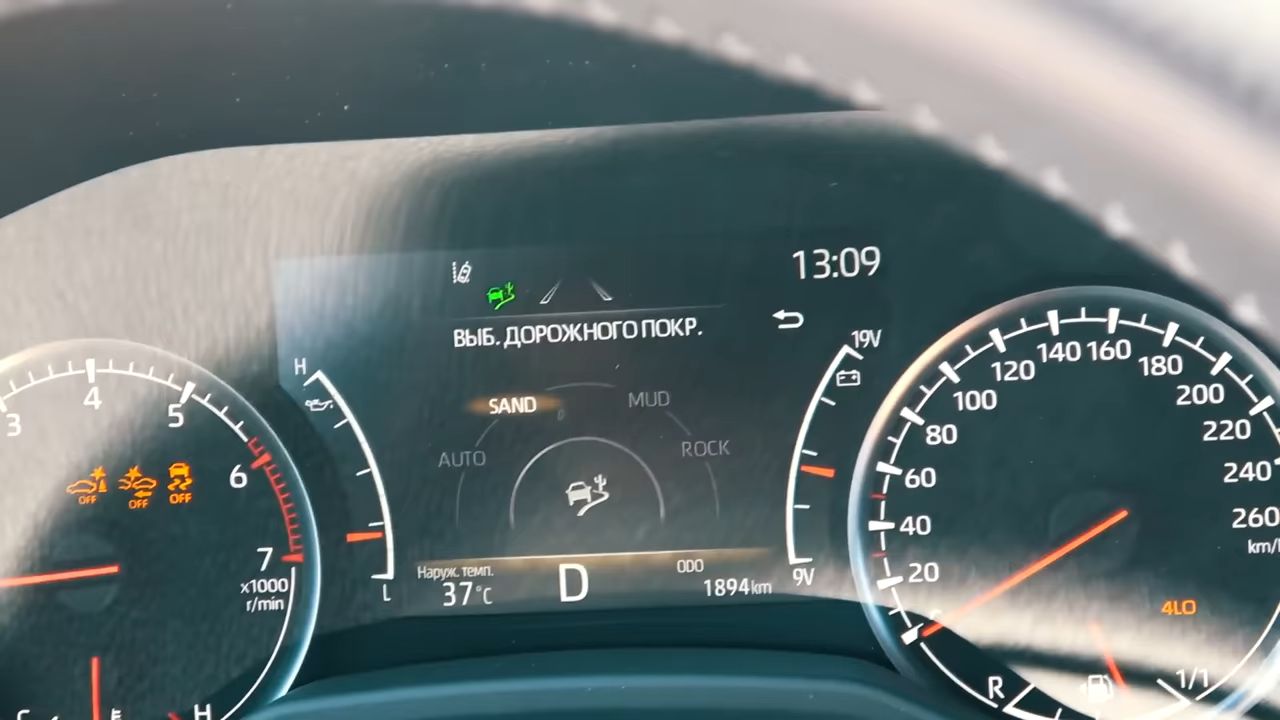 13:09
ВЫБ. ДОРОЖНОГО ПОКР.
H
19V
SAND
MUD
AUTO
ROCK
L
9V
Наруж. темп.
37°C
D
ODO
1894km
3
4
5
6
7
x1000
r/min
OFF
OFF
OFF
H
20
40
60
80
100
120
140
160
180
200
220
240
260
4LO
R
1/1